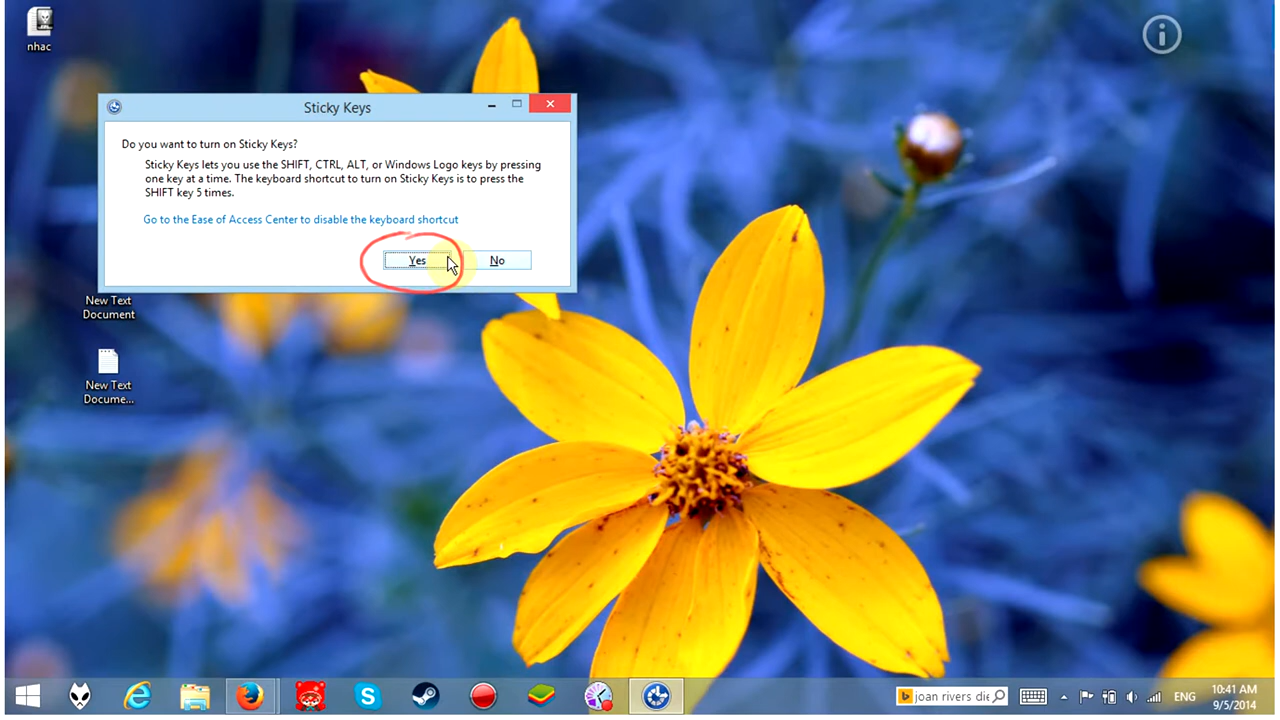 nhac
Sticky Keys
Do you want to turn on Sticky Keys?
Sticky Keys lets you use the SHIFT, CTRL, ALT, or Windows Logo keys by pressing
one key at a time. The keyboard shortcut to turn on Sticky Keys is to press the
SHIFT key 5 times.
Go to the Ease of Access Center to disable the keyboard shortcut
Yes
No
New Text
Document
New Text
Docume...
joan rivers die
ENG
10:41 AM
9/5/2014